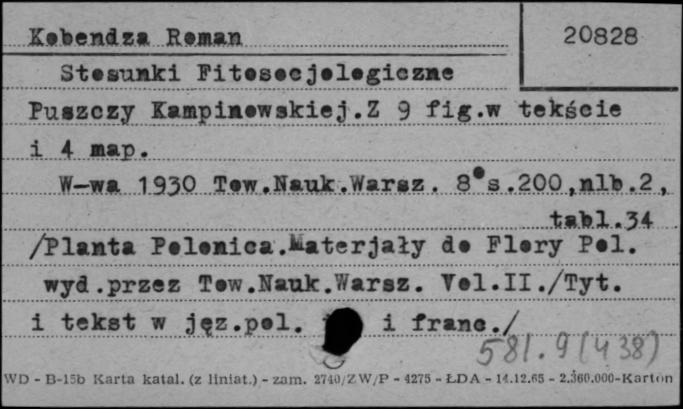 Kobendza Roman
20828
Stosunki Fitosocjologiczne
Puszczy Kampinowskiej.Z 9 fig.w tekście
i 4 map.
W-wa 1930 Tow.Nauk.Warsz. 8°s.200,nlb.2,
tabl.34
/Planta Polonica.Materjały do Flory Pol.
wyd.przez Tow.Nauk.Warsz. Vol.II./Tyt.
i tekst w jęz.pol. i franc./
581.9(438)
WD - B-15b Karta katal. (z liniat.) - zam. 2740/ZW/P - 4275 - ŁDA - 14.12.65 - 2.360.000-Karton